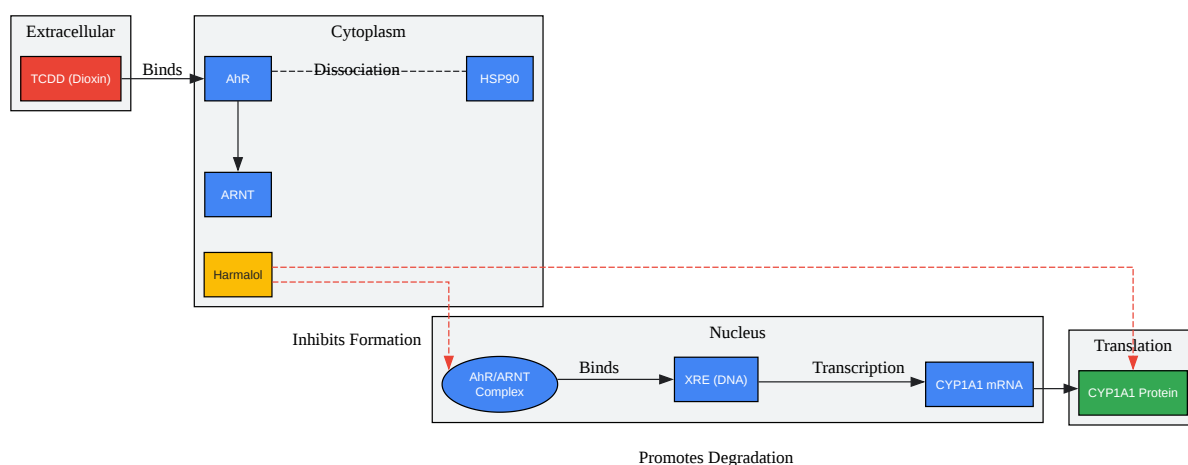 Extracellular
TCDD (Dioxin)
Binds
Cytoplasm
AhR
Dissociation
HSP90
ARNT
Harmalol
Inhibits Formation
Nucleus
AhR/ARNT
Complex
Binds
XRE (DNA)
Transcription
CYP1A1 mRNA
Translation
CYP1A1 Protein
Promotes Degradation